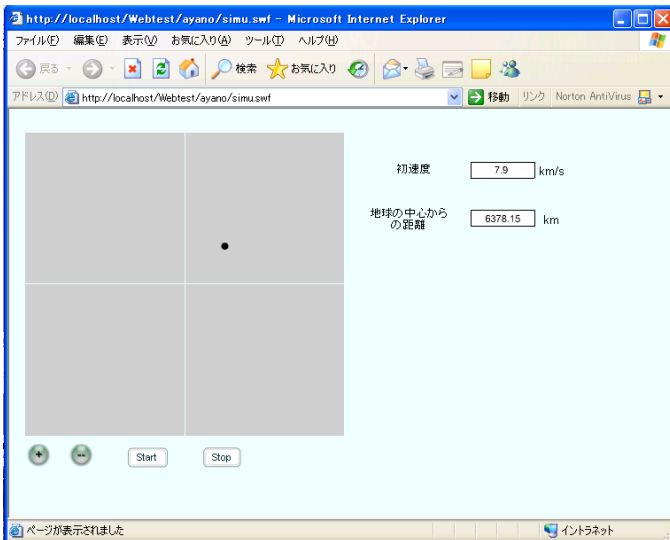 http://localhost/Webtest/ayano/simu.swf - Microsoft Internet Explorer
ファイル(F) 編集(E) 表示(V) お気に入り(A) ツール(T) ヘルプ(H)
戻る 検索 お気に入り
アドレス(D) http://localhost/Webtest/ayano/simu.swf 移動 リンク Norton AntiVirus
初速度 7.9 km/s
地球の中心から
の距離 6378.15 km
+ - Start Stop
ページが表示されました イントラネット